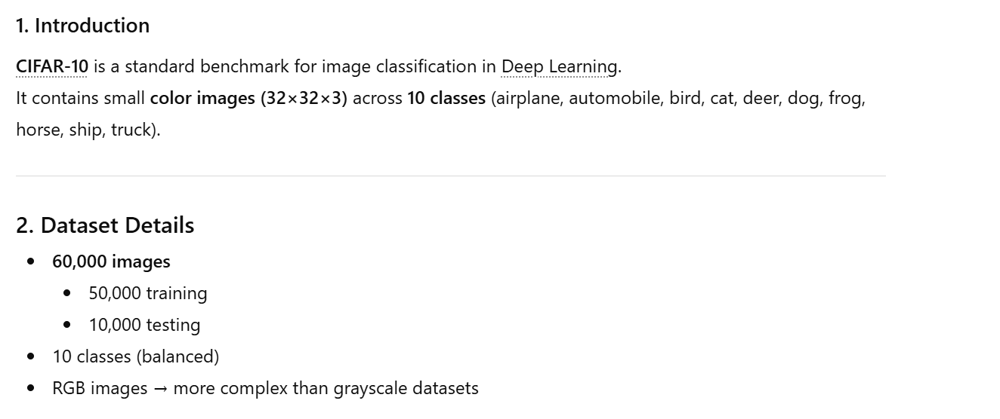 1. Introduction
CIFAR-10 is a standard benchmark for image classification in Deep Learning.
It contains small color images (32×32×3) across 10 classes (airplane, automobile, bird, cat, deer, dog, frog,
horse, ship, truck).
2. Dataset Details
• 60,000 images
• 50,000 training
• 10,000 testing
• 10 classes (balanced)
• RGB images → more complex than grayscale datasets